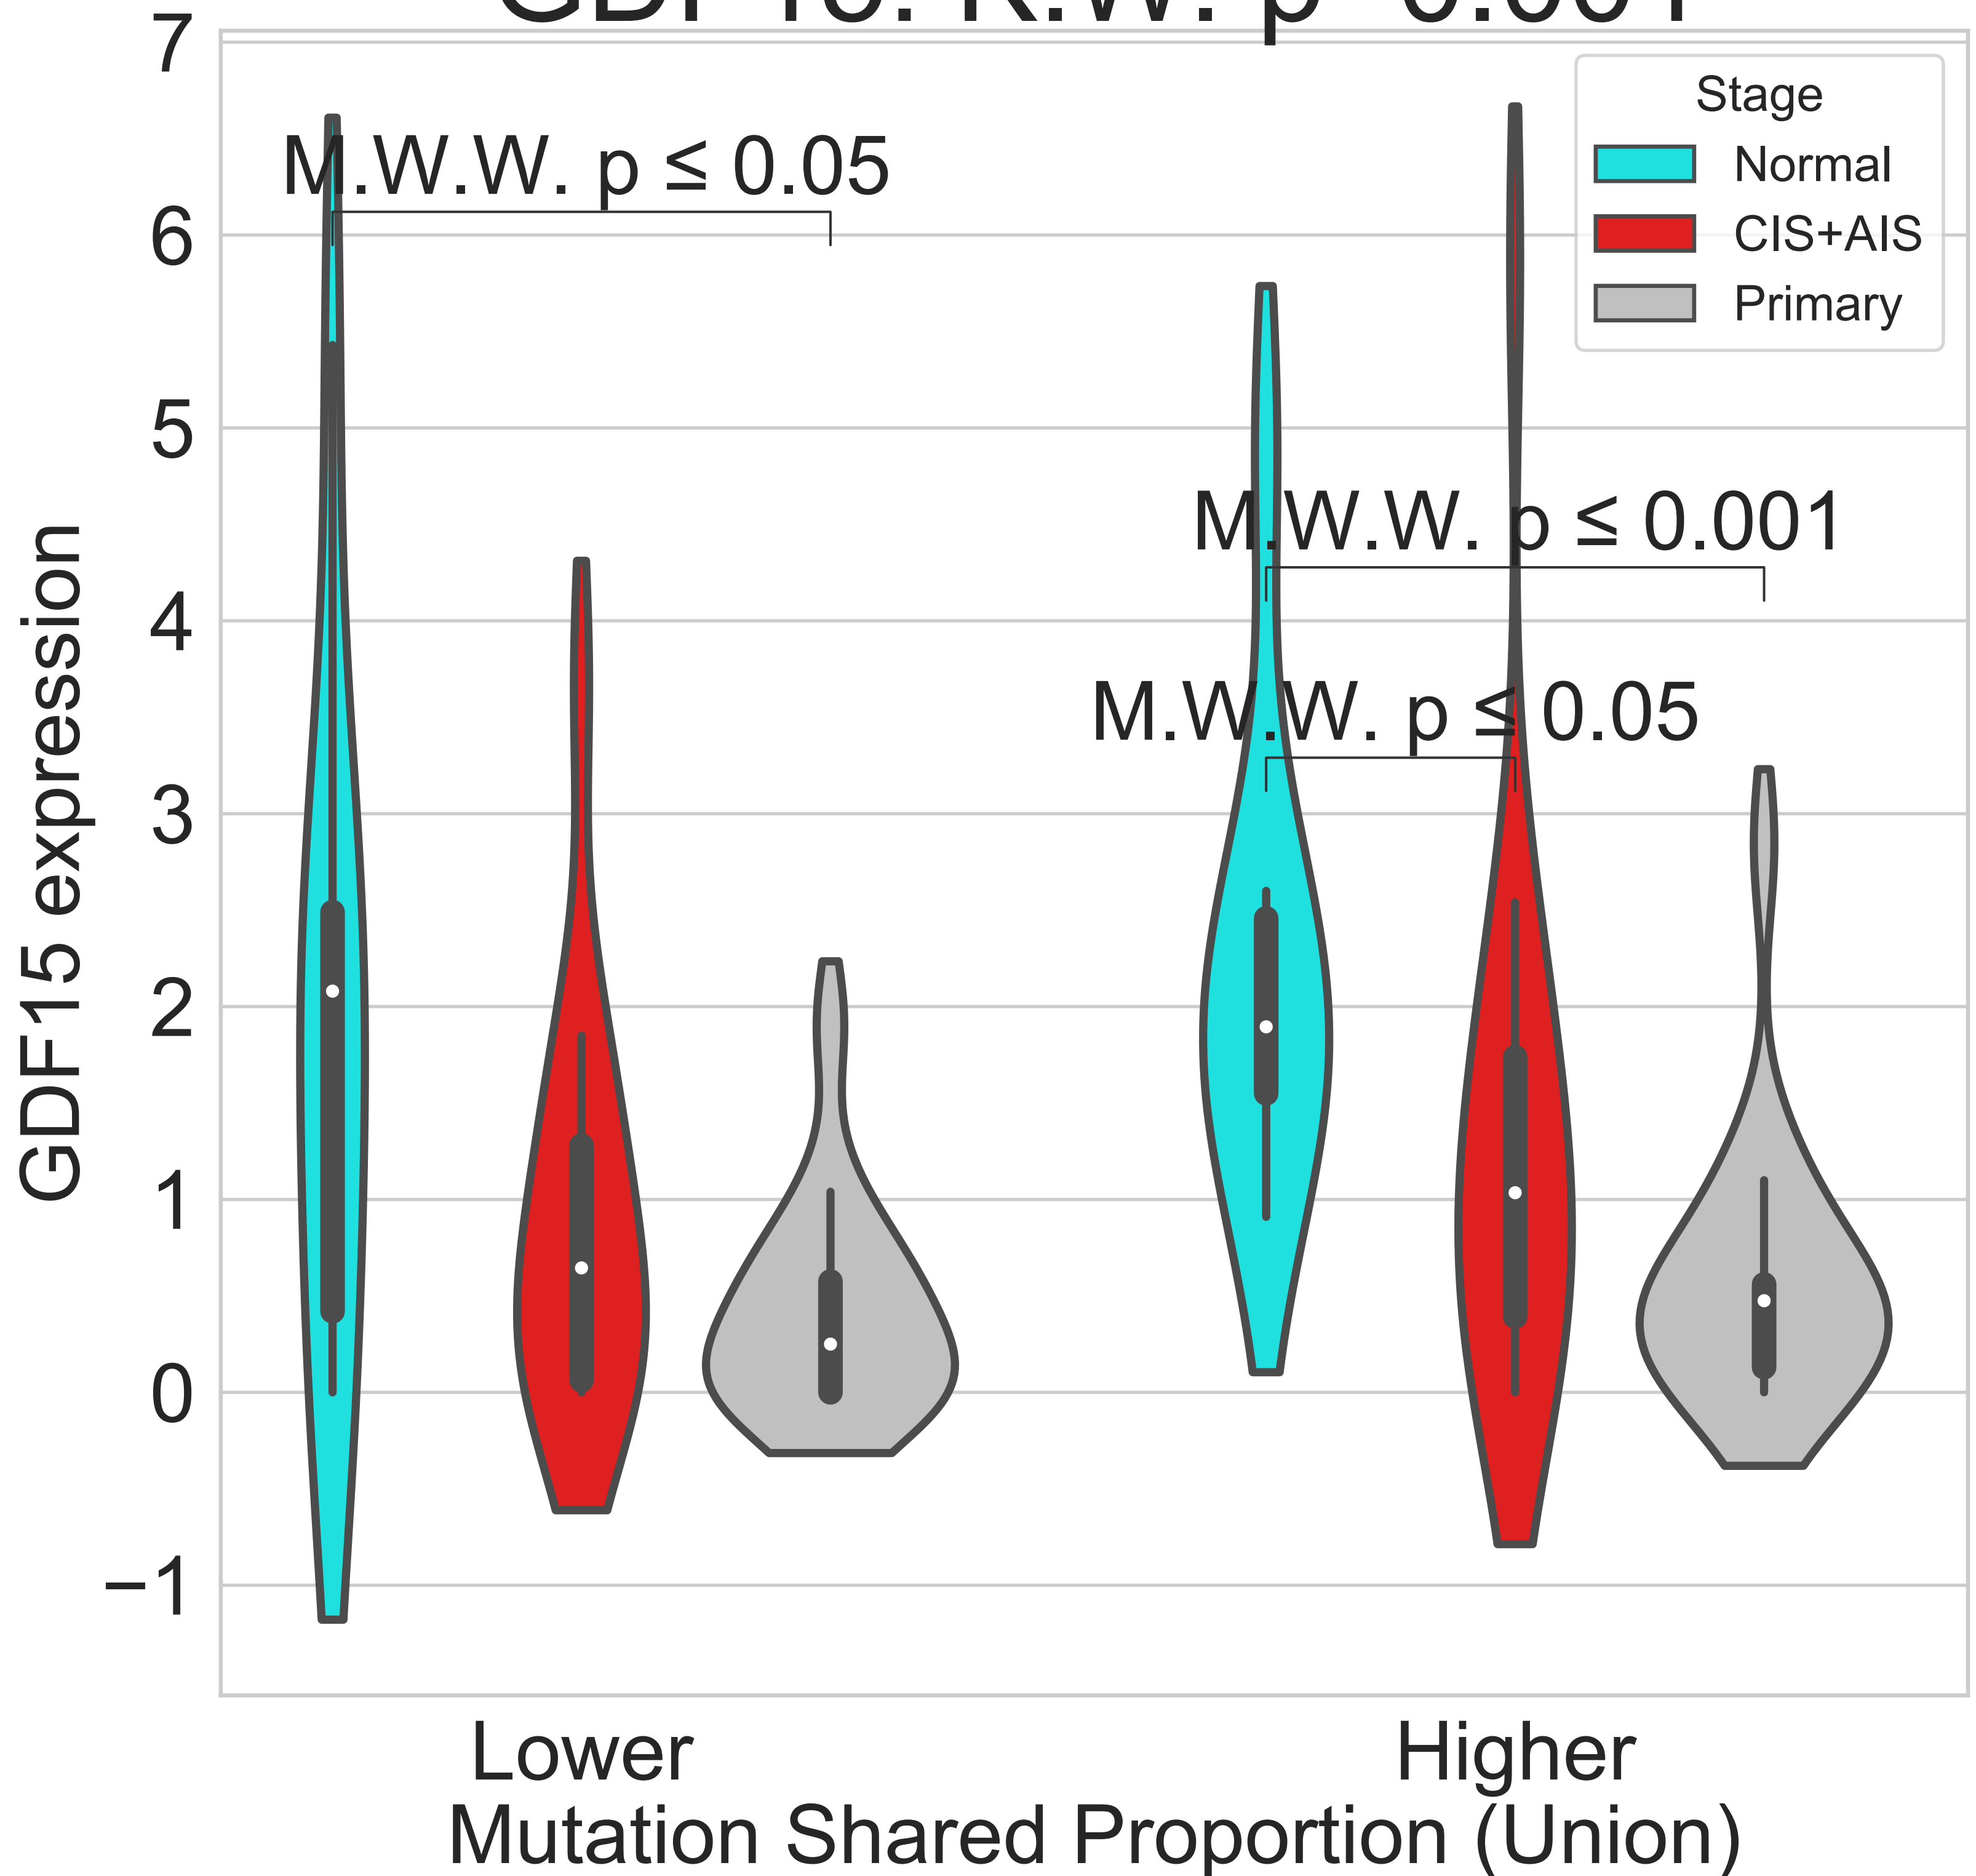 7
6
5
4
3
2
1
0
−1
GDF15 expression
M.W.W. p ≤ 0.05
M.W.W. p ≤ 0.001
M.W.W. p ≤ 0.05
Stage
Normal
CIS+AIS
Primary
Lower
Higher
Mutation Shared Proportion (Union)